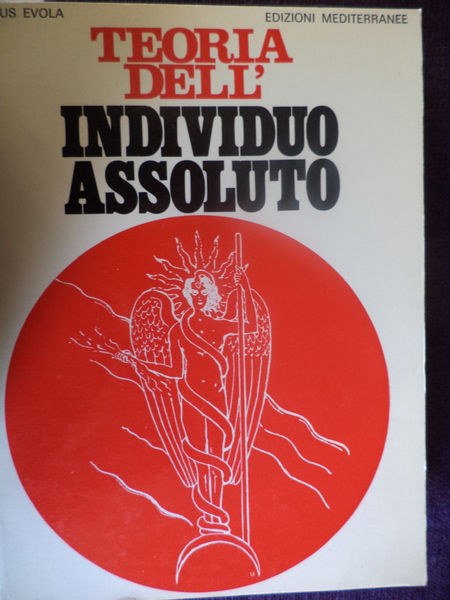 US EVOLA
EDIZIONI MEDITERRANEE
TEORIA
DELL'
INDIVIDUO
ASSOLUTO